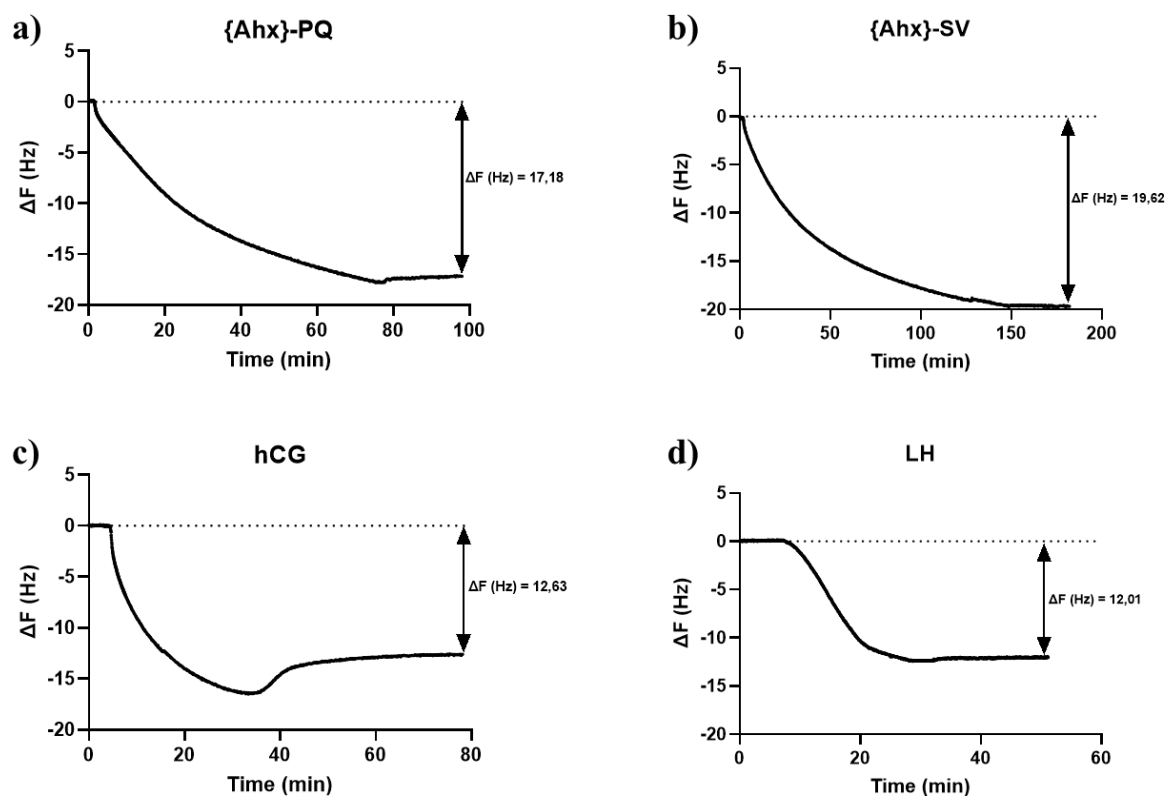 a)
{Ahx}-PQ
5
0
-5
-10
-15
-20
ΔF (Hz)
ΔF (Hz) = 17,18
0 20 40 60 80 100
Time (min)
b)
{Ahx}-SV
5
0
-5
-10
-15
-20
ΔF (Hz)
ΔF (Hz) = 19,62
0 50 100 150 200
Time (min)
c)
hCG
5
0
-5
-10
-15
-20
ΔF (Hz)
ΔF (Hz) = 12,63
0 20 40 60 80
Time (min)
d)
LH
5
0
-5
-10
-15
-20
ΔF (Hz)
ΔF (Hz) = 12,01
0 20 40 60
Time (min)